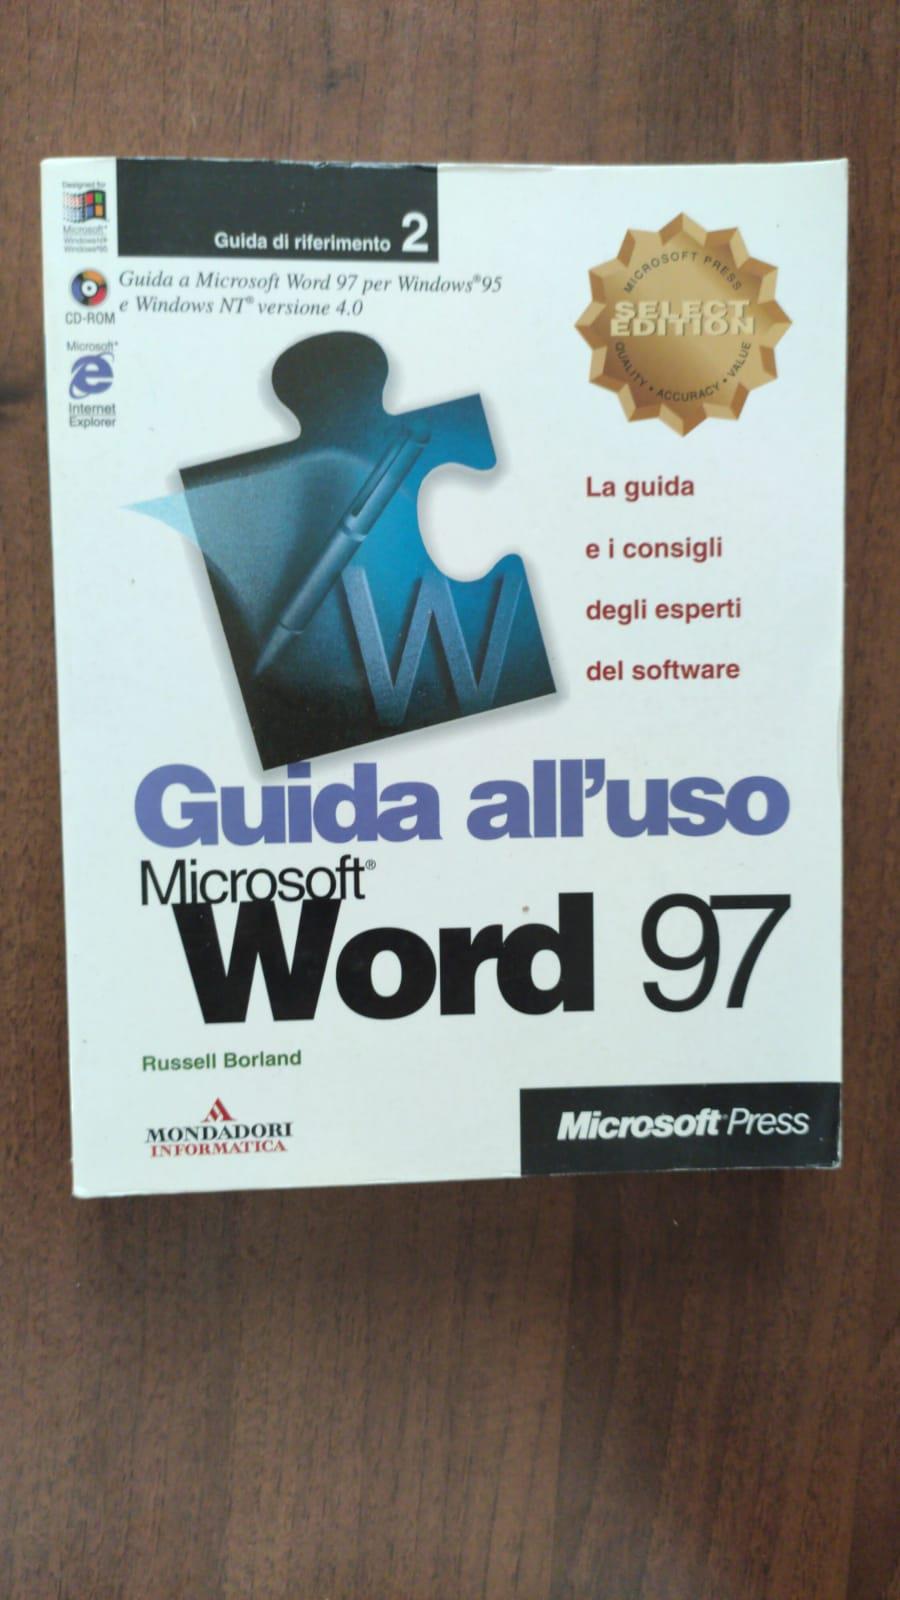 Designed for
Microsoft®
Windows NT®
Windows®95
Guida di riferimento 2
Guida a Microsoft Word 97 per Windows®95
e Windows NT® versione 4.0
CD-ROM
Microsoft®
Internet
Explorer
MICROSOFT PRESS
SELECT
EDITION
QUALITY • ACCURACY • VALUE
La guida
e i consigli
degli esperti
del software
W
Guida all'uso
Microsoft®
Word 97
Russell Borland
MONDADORI
INFORMATICA
Microsoft Press